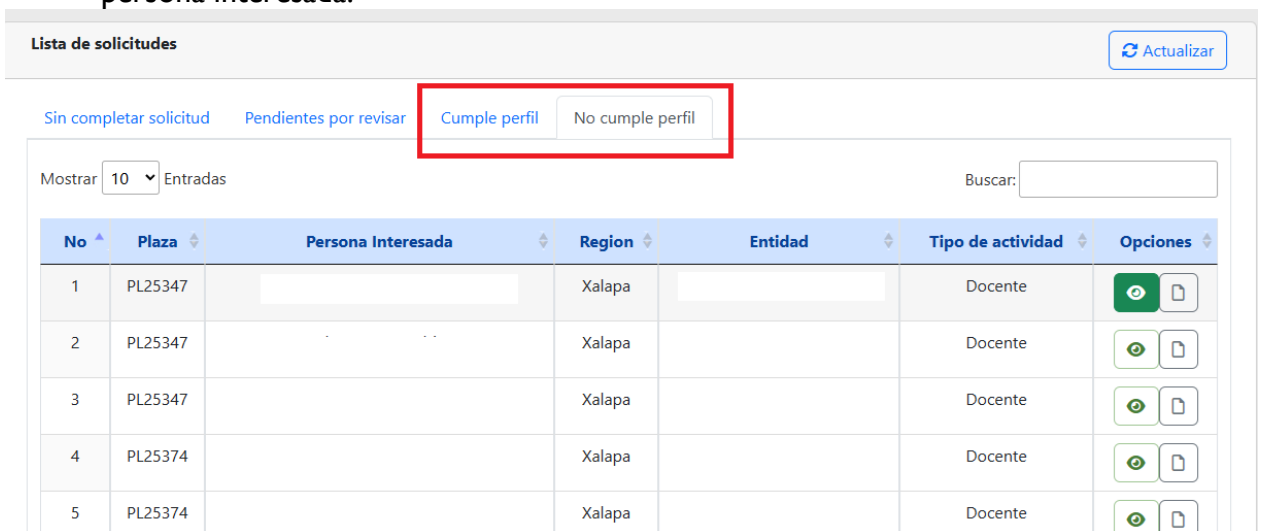 persona interesada.
Lista de solicitudes Actualizar
Sin completar solicitud Pendientes por revisar Cumple perfil No cumple perfil
Mostrar 10 Entradas Buscar:
No Plaza Persona Interesada Region Entidad Tipo de actividad Opciones
1 PL25347 Xalapa Docente
2 PL25347 Xalapa Docente
3 PL25347 Xalapa Docente
4 PL25374 Xalapa Docente
5 PL25374 Xalapa Docente